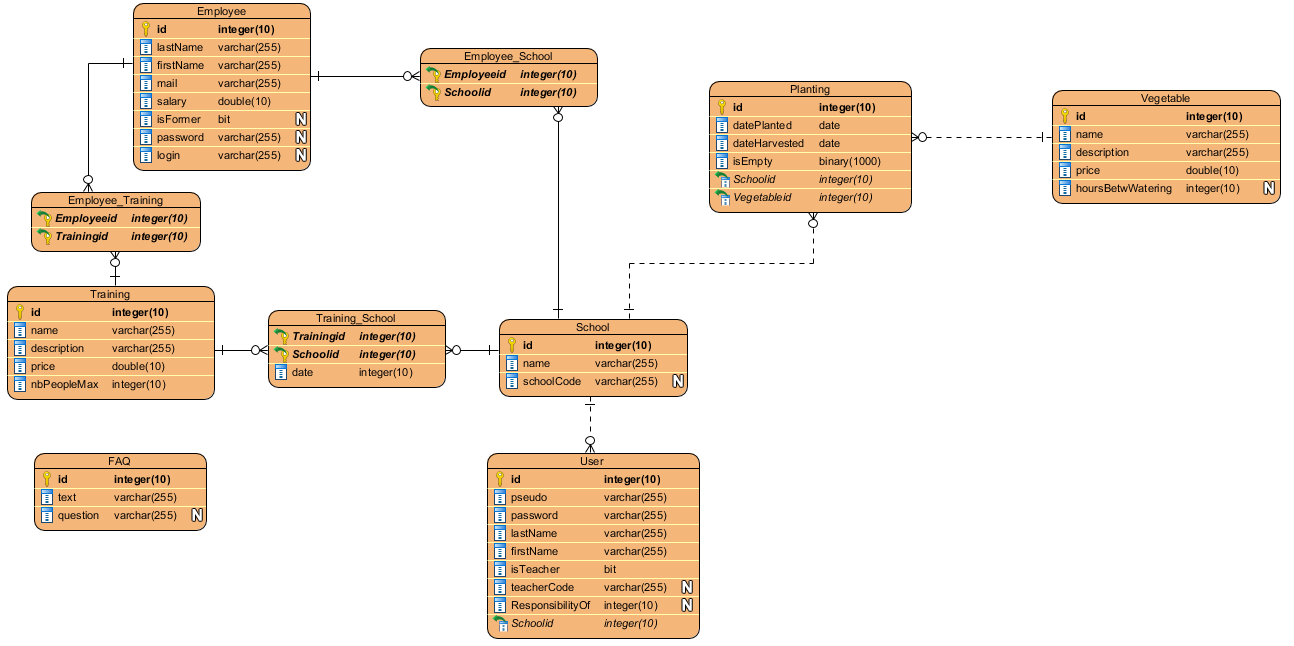 Employee
id integer(10)
lastName varchar(255)
firstName varchar(255)
mail varchar(255)
salary double(10)
isFormer bit N
password varchar(255) N
login varchar(255) N
Employee_School
Employeeid integer(10)
Schoolid integer(10)
Planting
id integer(10)
datePlanted date
dateHarvested date
isEmpty binary(1000)
Schoolid integer(10)
Vegetableid integer(10)
Vegetable
id integer(10)
name varchar(255)
description varchar(255)
price double(10)
hoursBetwWatering integer(10) N
Employee_Training
Employeeid integer(10)
Trainingid integer(10)
Training
id integer(10)
name varchar(255)
description varchar(255)
price double(10)
nbPeopleMax integer(10)
Training_School
Trainingid integer(10)
Schoolid integer(10)
date integer(10)
School
id integer(10)
name varchar(255)
schoolCode varchar(255) N
FAQ
id integer(10)
text varchar(255)
question varchar(255) N
User
id integer(10)
pseudo varchar(255)
password varchar(255)
lastName varchar(255)
firstName varchar(255)
isTeacher bit
teacherCode varchar(255) N
ResponsibilityOf integer(10) N
Schoolid integer(10)